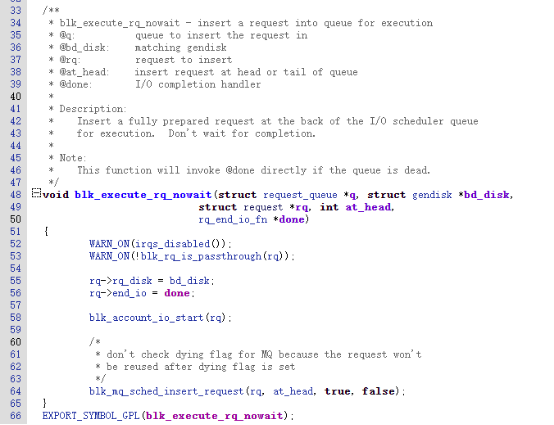 33 /**
34  * blk_execute_rq_nowait - insert a request into queue for execution
35  * @q:          queue to insert the request in
36  * @bd_disk:    matching gendisk
37  * @rq:         request to insert
38  * @at_head:    insert request at head or tail of queue
39  * @done:       I/O completion handler
40  *
41  * Description:
42  *    Insert a fully prepared request at the back of the I/O scheduler queue
43  *    for execution.  Don't wait for completion.
44  *
45  * Note:
46  *    This function will invoke @done directly if the queue is dead.
47  */
48 void blk_execute_rq_nowait(struct request_queue *q, struct gendisk *bd_disk,
49                            struct request *rq, int at_head,
50                            rq_end_io_fn *done)
51 {
52         WARN_ON(irqs_disabled());
53         WARN_ON(!blk_rq_is_passthrough(rq));
54
55         rq->rq_disk = bd_disk;
56         rq->end_io = done;
57
58         blk_account_io_start(rq);
59
60         /*
61          * don't check dying flag for MQ because the request won't
62          * be reused after dying flag is set
63          */
64         blk_mq_sched_insert_request(rq, at_head, true, false);
65 }
66 EXPORT_SYMBOL_GPL(blk_execute_rq_nowait);